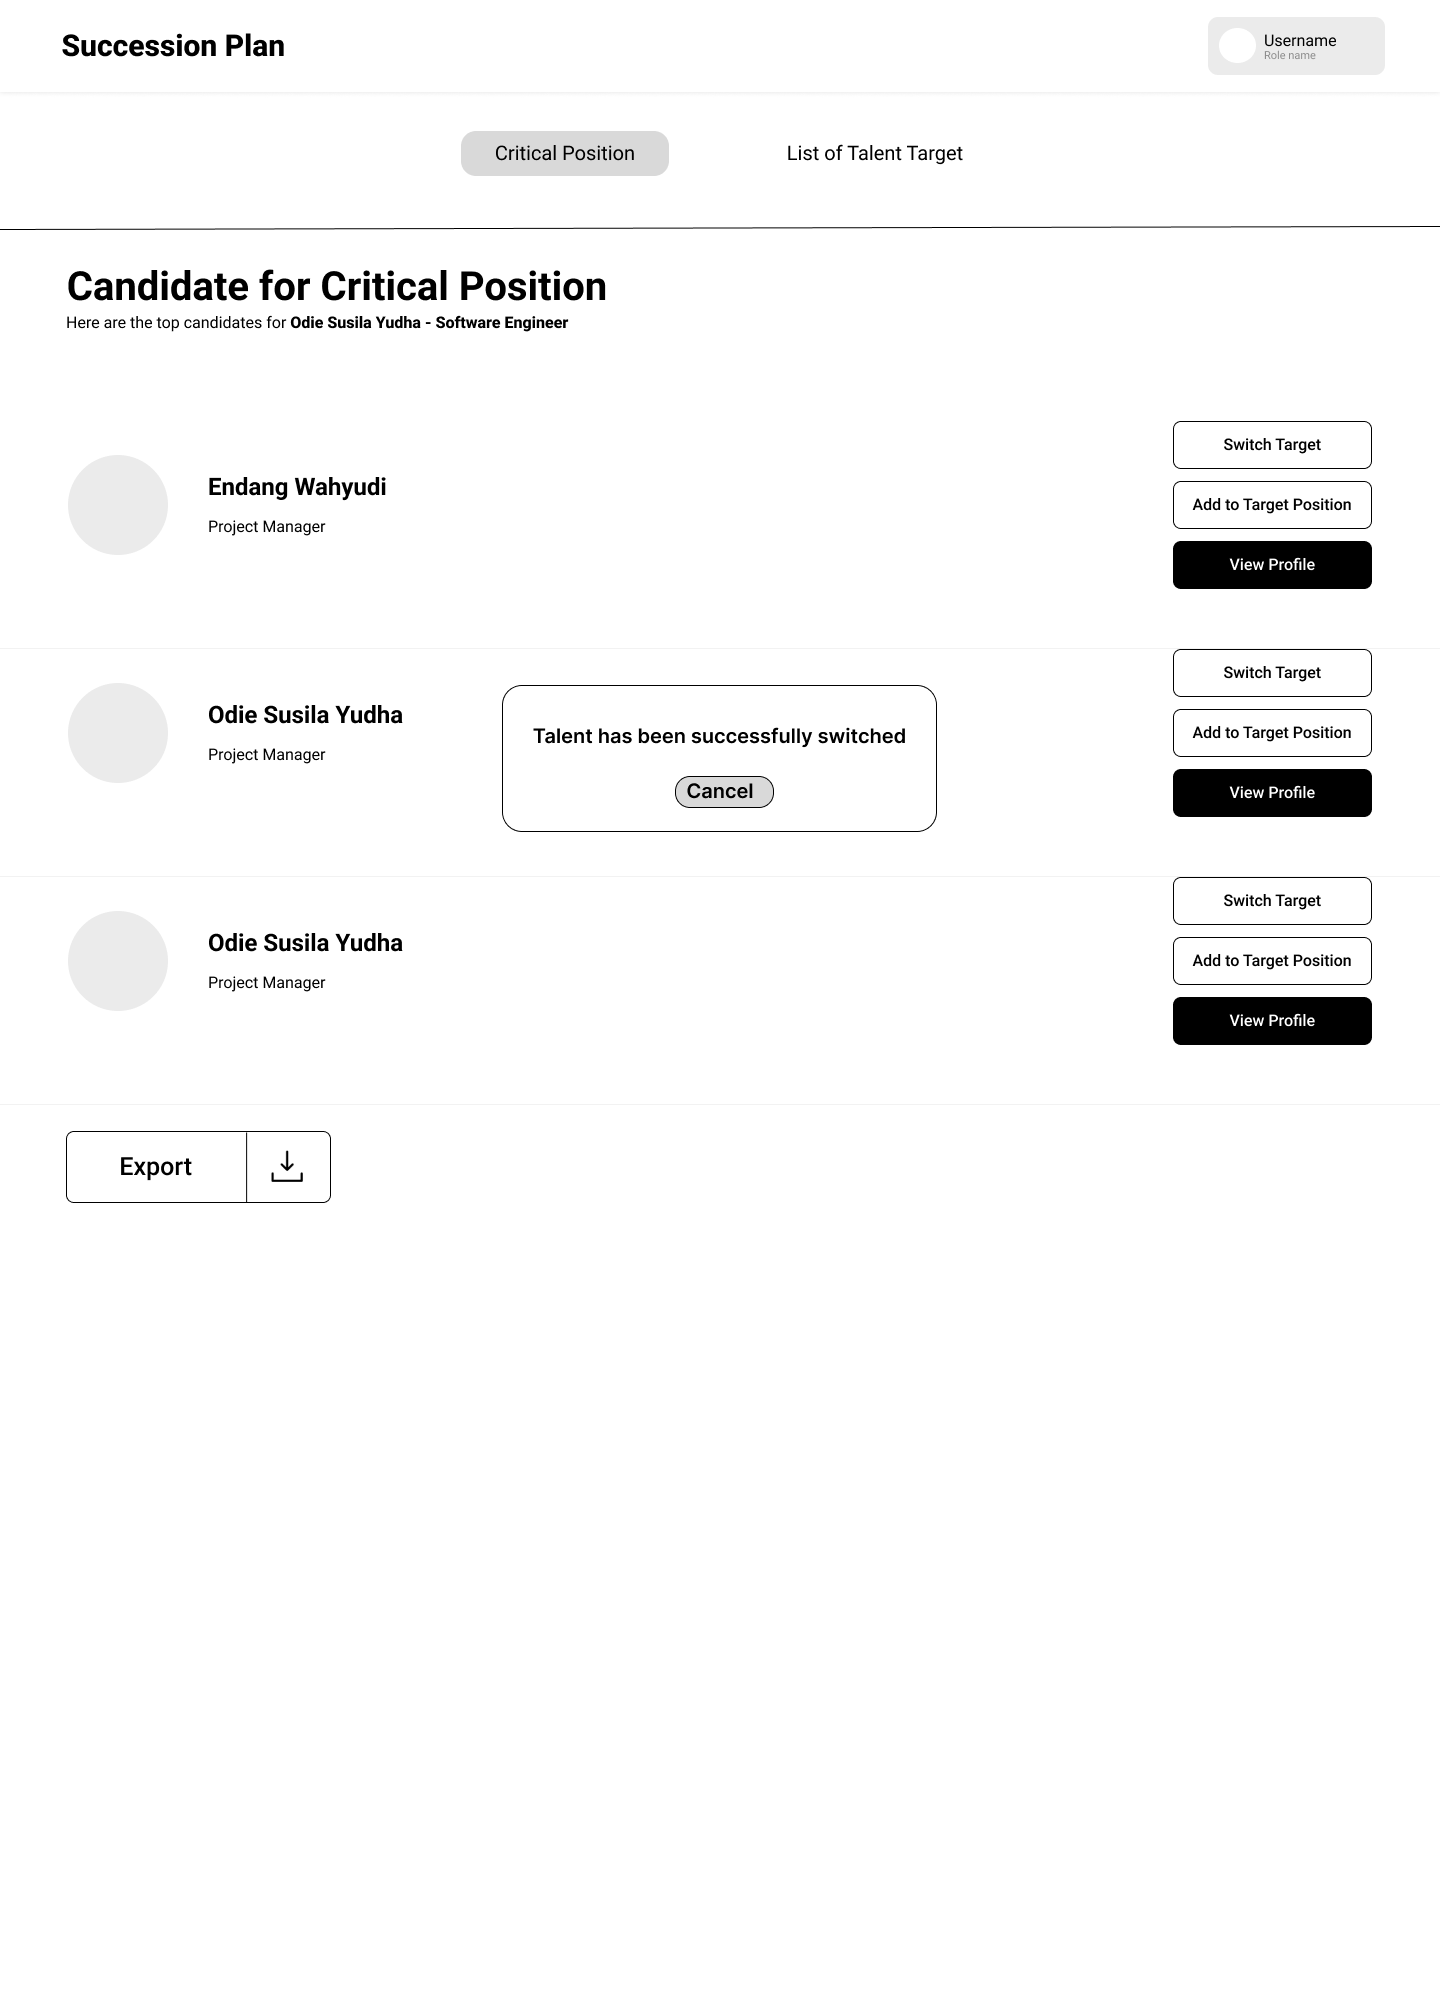 Succession Plan
Username
Role name
Critical Position
List of Talent Target
Candidate for Critical Position
Here are the top candidates for Odie Susila Yudha - Software Engineer
Endang Wahyudi
Project Manager
Switch Target
Add to Target Position
View Profile
Odie Susila Yudha
Project Manager
Talent has been successfully switched
Cancel
Switch Target
Add to Target Position
View Profile
Odie Susila Yudha
Project Manager
Switch Target
Add to Target Position
View Profile
Export